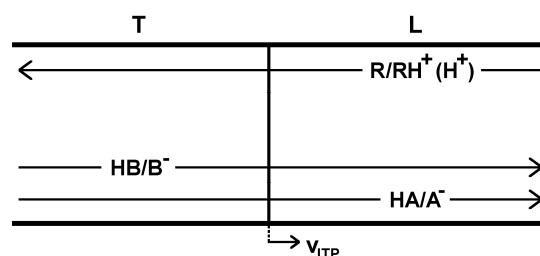 T L
R/RH⁺ (H⁺)
HB/B⁻
HA/A⁻
v_ITP